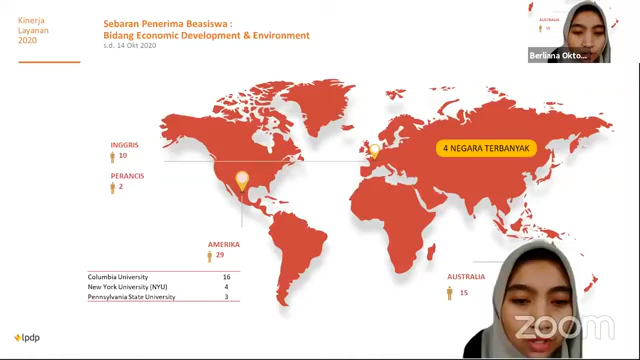 Kinerja
Layanan
2020
Sebaran Penerima Beasiswa :
Bidang Economic Development & Environment
s.d. 14 Okt 2020
AUSTRALIA
15
Berliana Okto...
INGGRIS
10
PERANCIS
2
4 NEGARA TERBANYAK
AMERIKA
29
Columbia University 16
New York University (NYU) 4
Pennsylvania State University 3
AUSTRALIA
15
lpdp
zoom